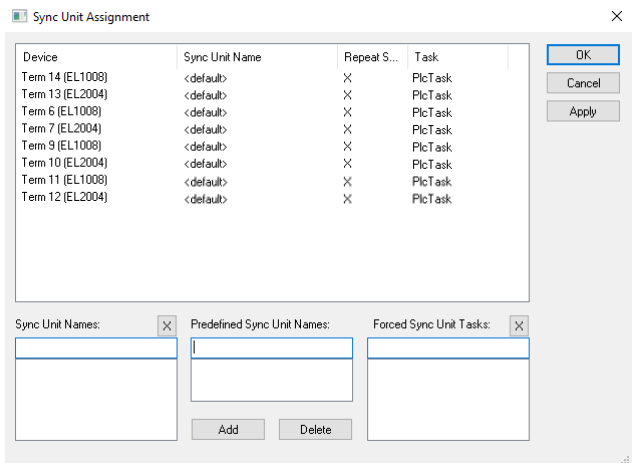 Sync Unit Assignment
OK
Cancel
Apply
Device Sync Unit Name Repeat S... Task
Term 14 (EL1008) <default> X PlcTask
Term 13 (EL2004) <default> X PlcTask
Term 6 (EL1008) <default> X PlcTask
Term 7 (EL2004) <default> X PlcTask
Term 9 (EL1008) <default> X PlcTask
Term 10 (EL2004) <default> X PlcTask
Term 11 (EL1008) <default> X PlcTask
Term 12 (EL2004) <default> X PlcTask
Sync Unit Names: X Predefined Sync Unit Names: Forced Sync Unit Tasks: X
Add Delete